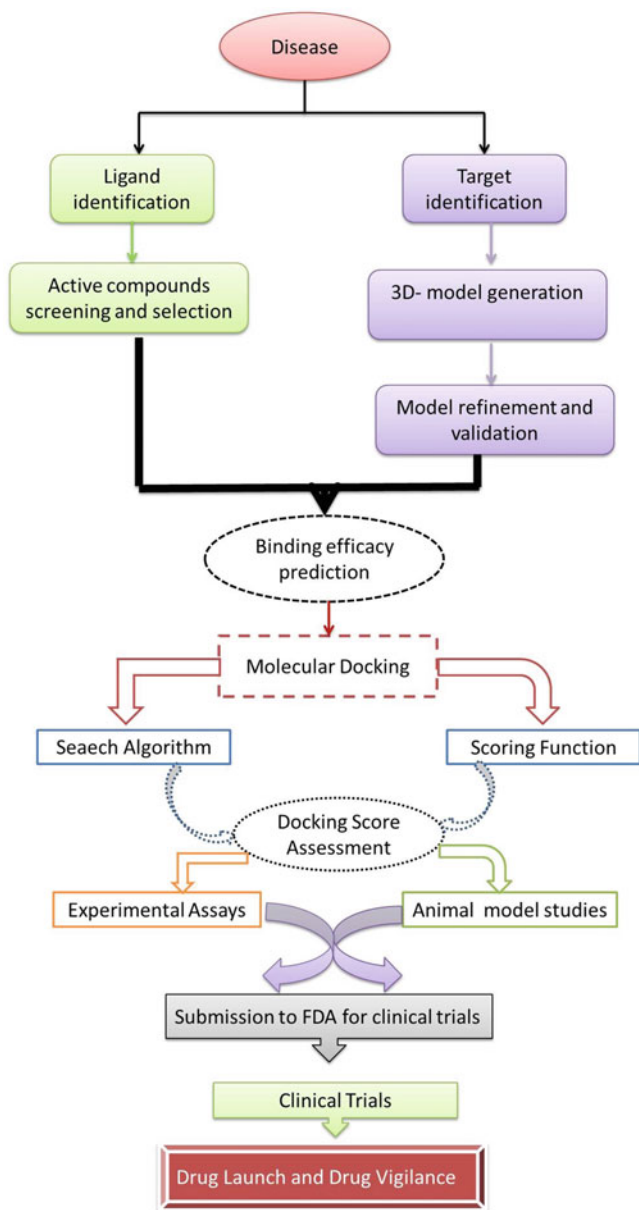 Disease
Ligand
identification
Target
identification
Active compounds
screening and selection
3D- model generation
Model refinement and
validation
Binding efficacy
prediction
Molecular Docking
Seaech Algorithm
Scoring Function
Docking Score
Assessment
Experimental Assays
Animal model studies
Submission to FDA for clinical trials
Clinical Trials
Drug Launch and Drug Vigilance